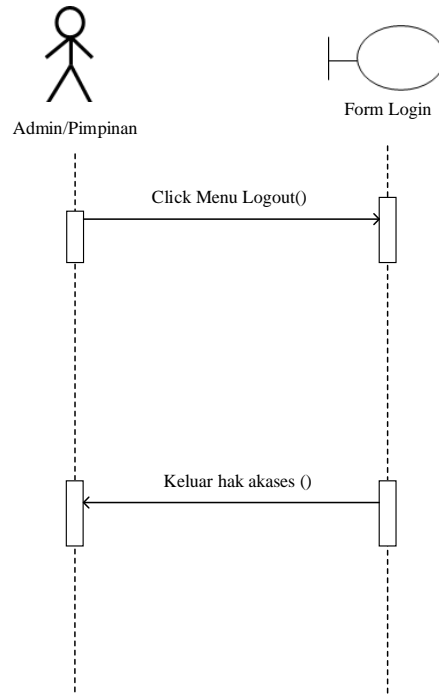 Admin/Pimpinan
Form Login
Click Menu Logout()
Keluar hak akases ()